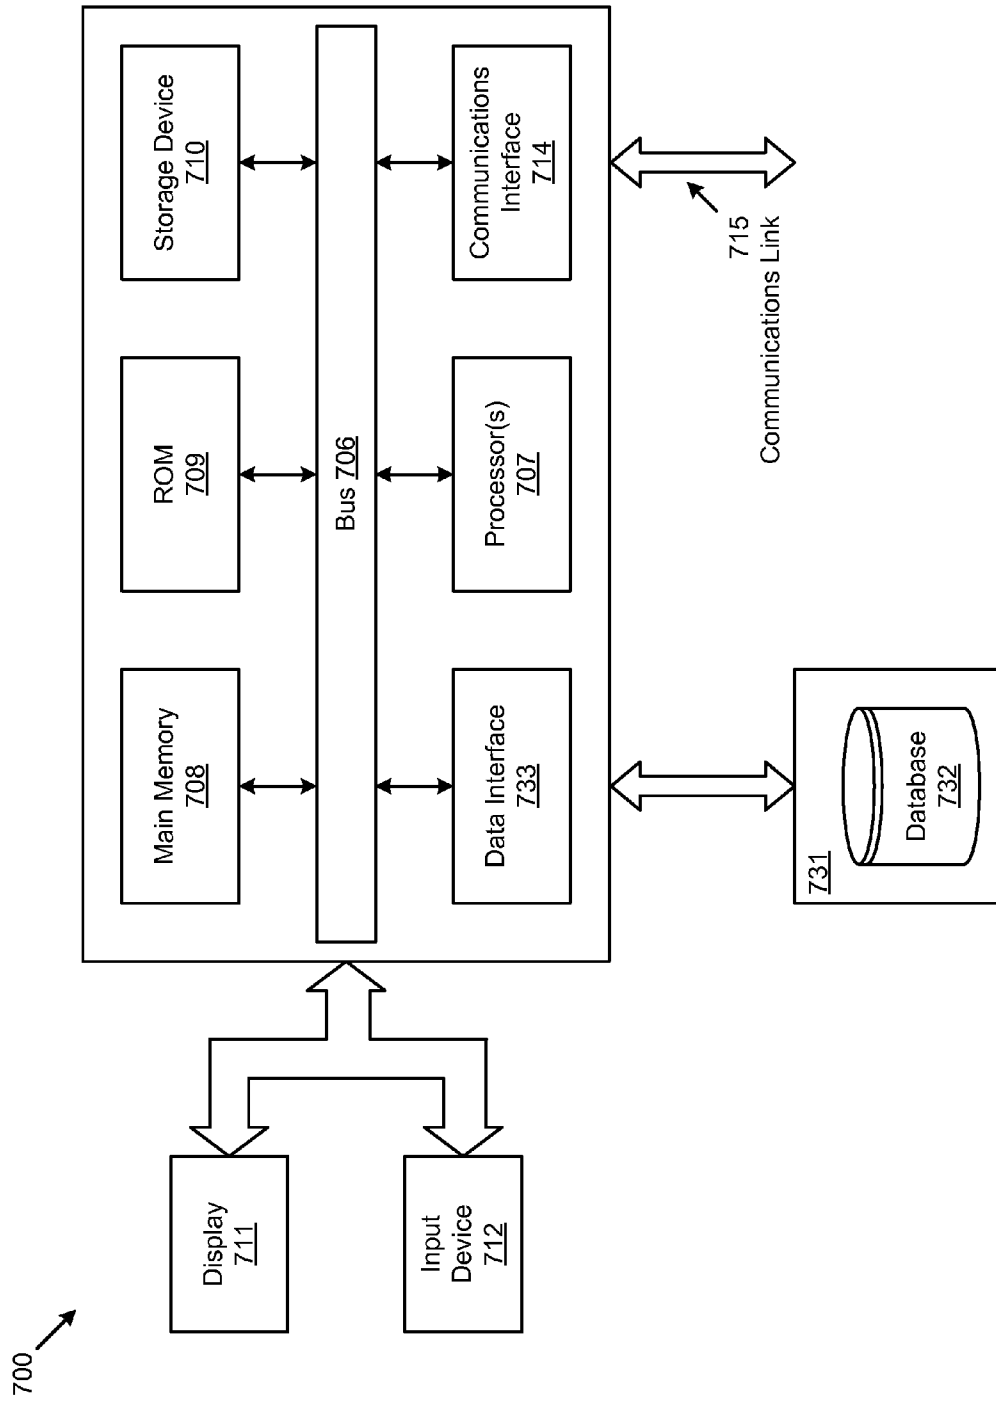 700
Display
711
Input
Device
712
Main Memory
708
ROM
709
Storage Device
710
Bus 706
Data Interface
733
Processor(s)
707
Communications
Interface
714
731
Database
732
715
Communications Link